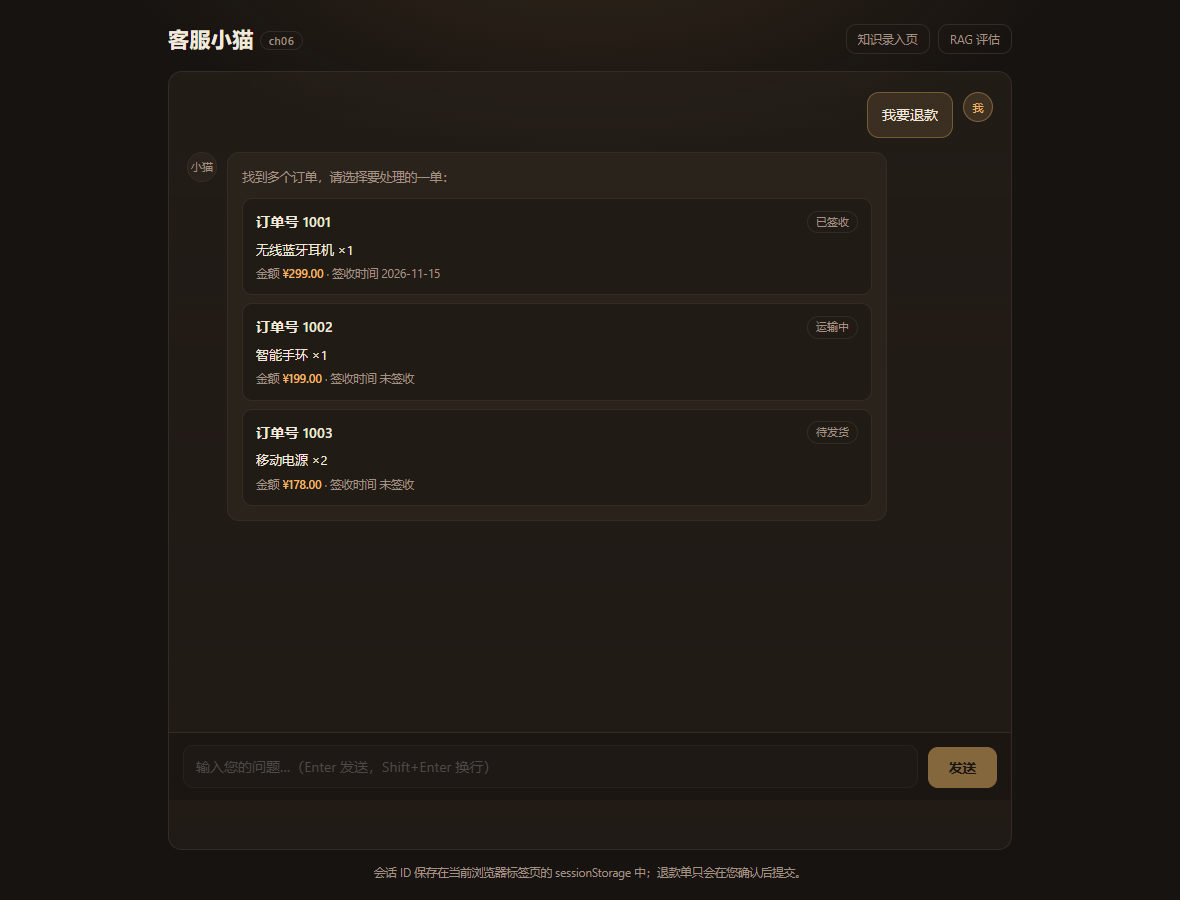 客服小猫 ch06
知识录入页 RAG 评估
我要退款 我
小猫
找到多个订单，请选择要处理的一单：
订单号 1001 已签收
无线蓝牙耳机 ×1
金额 ¥299.00 · 签收时间 2026-11-15
订单号 1002 运输中
智能手环 ×1
金额 ¥199.00 · 签收时间 未签收
订单号 1003 待发货
移动电源 ×2
金额 ¥178.00 · 签收时间 未签收
输入您的问题...（Enter 发送，Shift+Enter 换行） 发送
会话 ID 保存在当前浏览器标签页的 sessionStorage 中；退款单只会在您确认后提交。